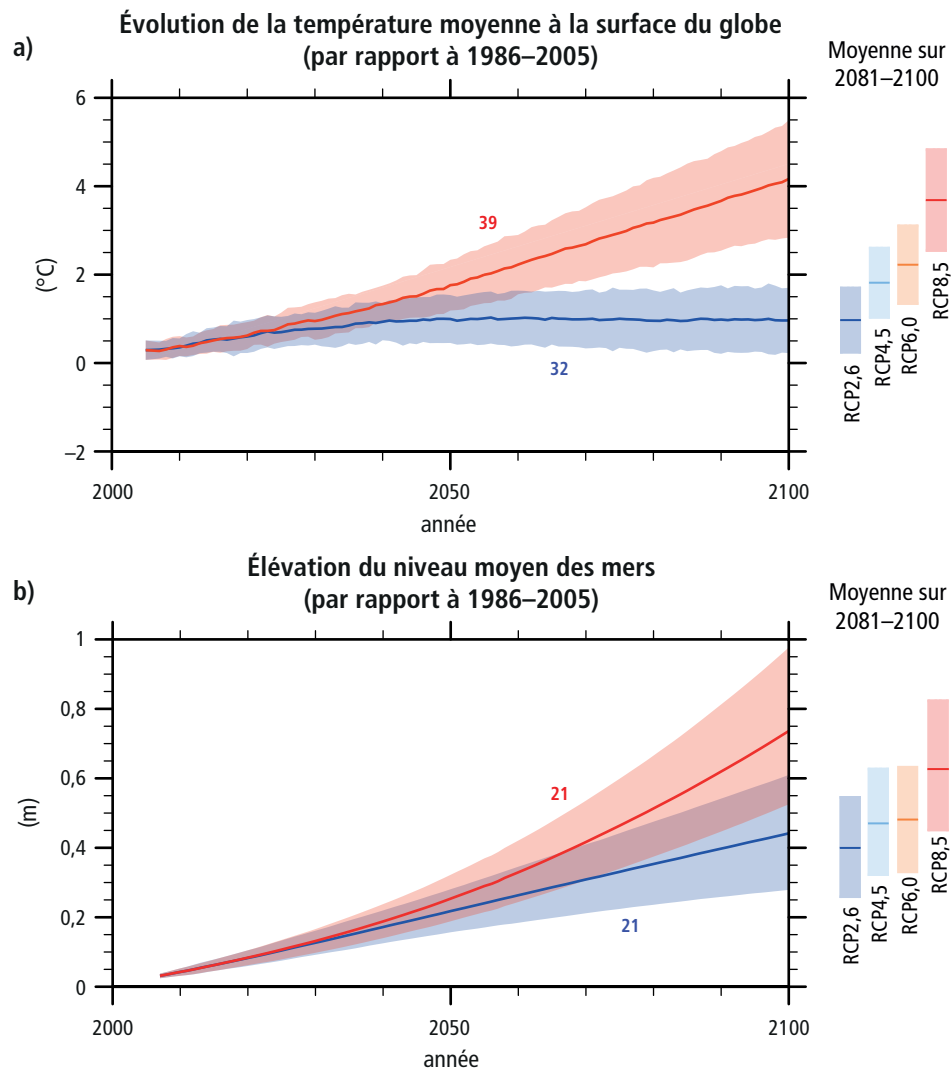 a)
Évolution de la température moyenne à la surface du globe
(par rapport à 1986–2005)
Moyenne sur
2081–2100
6
4
2
0
–2
(°C)
39
32
2000
2050
2100
année
RCP2,6
RCP4,5
RCP6,0
RCP8,5
b)
Élévation du niveau moyen des mers
(par rapport à 1986–2005)
Moyenne sur
2081–2100
1
0,8
0,6
0,4
0,2
0
(m)
21
21
2000
2050
2100
année
RCP2,6
RCP4,5
RCP6,0
RCP8,5